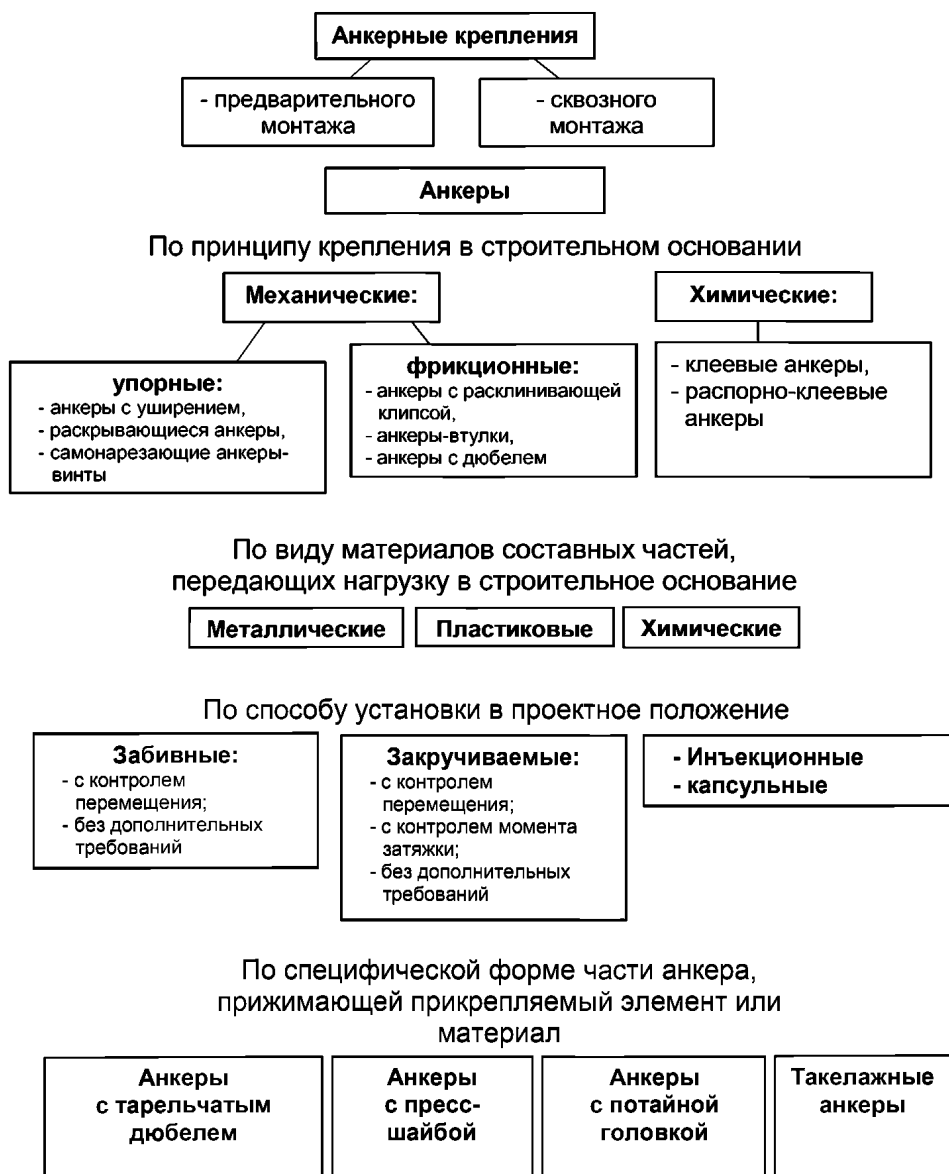 Анкерные крепления
- предварительного
монтажа
- сквозного
монтажа
Анкеры
По принципу крепления в строительном основании
Механические:
Химические:
упорные:
- анкеры с уширением,
- раскрывающиеся анкеры,
- самонарезающие анкеры-
винты
фрикционные:
- анкеры с расклинивающей
клипсой,
- анкеры-втулки,
- анкеры с дюбелем
- клеевые анкеры,
- распорно-клеевые
анкеры
По виду материалов составных частей,
передающих нагрузку в строительное основание
Металлические
Пластиковые
Химические
По способу установки в проектное положение
Забивные:
- с контролем
перемещения;
- без дополнительных
требований
Закручиваемые:
- с контролем
перемещения;
- с контролем момента
затяжки;
- без дополнительных
требований
- Инъекционные
- капсульные
По специфической форме части анкера,
прижимающей прикрепляемый элемент или
материал
Анкеры
с тарельчатым
дюбелем
Анкеры
с пресс-
шайбой
Анкеры
с потайной
головкой
Такелажные
анкеры